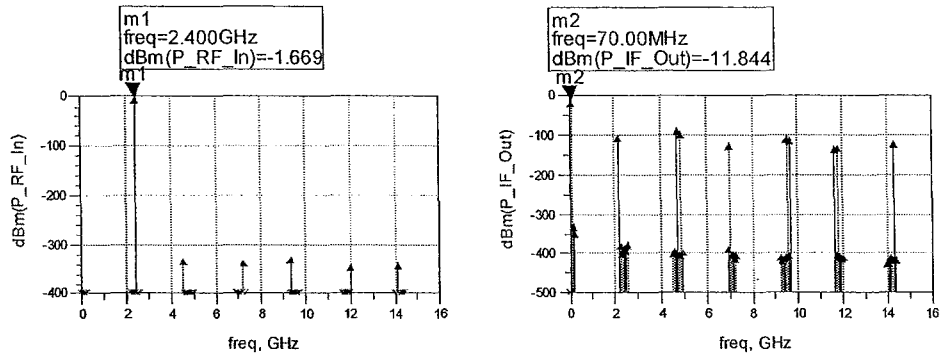 m1
freq=2.400GHz
dBm(P_RF_In)=-1.669
m1
0
-100
-200
-300
-400
dBm(P_RF_In)
0 2 4 6 8 10 12 14 16
freq, GHz
m2
freq=70.00MHz
dBm(P_IF_Out)=-11.844
m2
0
-100
-200
-300
-400
-500
dBm(P_IF_Out)
0 2 4 6 8 10 12 14 16
freq, GHz